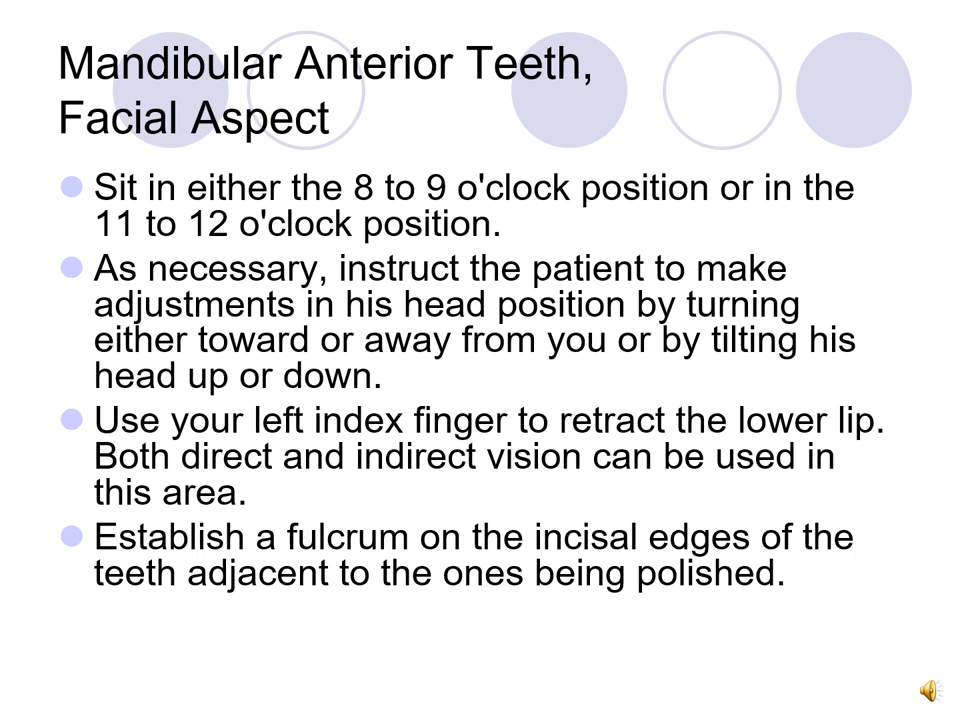 Mandibular Anterior Teeth,
Facial Aspect
Sit in either the 8 to 9 o'clock position or in the
11 to 12 o'clock position.
As necessary, instruct the patient to make
adjustments in his head position by turning
either toward or away from you or by tilting his
head up or down.
Use your left index finger to retract the lower lip.
Both direct and indirect vision can be used in
this area.
Establish a fulcrum on the incisal edges of the
teeth adjacent to the ones being polished.